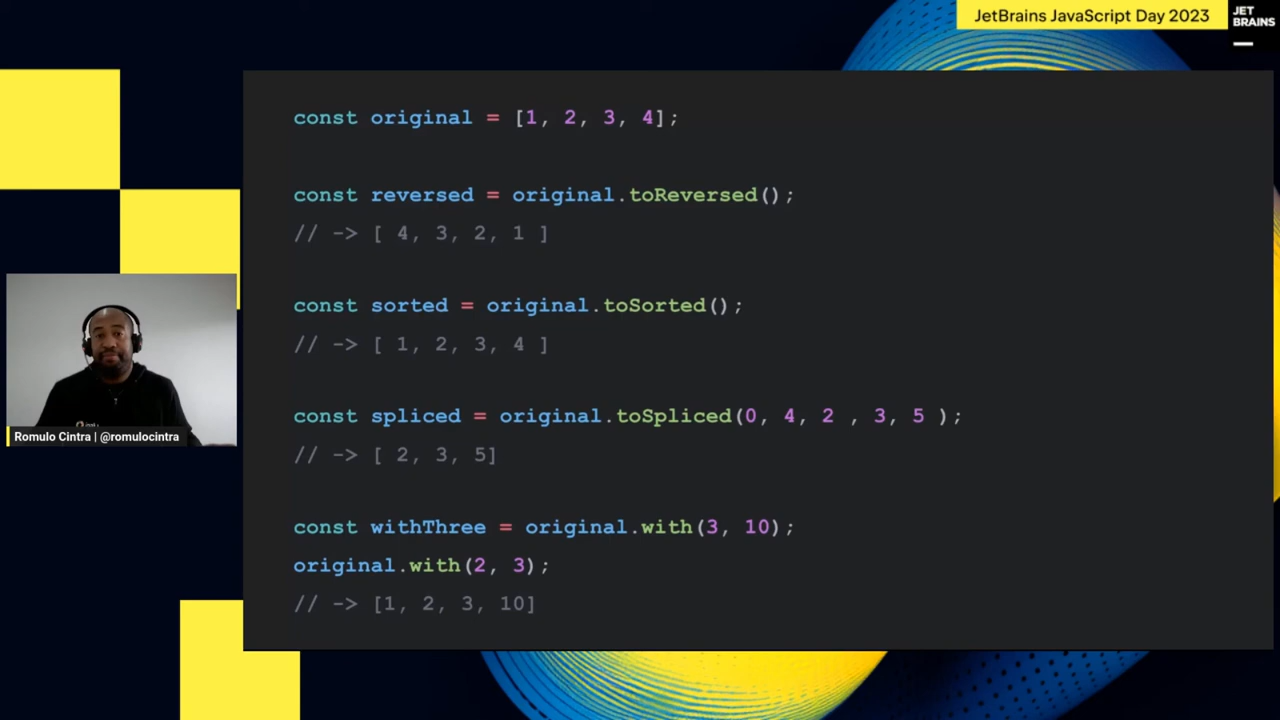 JetBrains JavaScript Day 2023
JET
BRAINS
const original = [1, 2, 3, 4];
const reversed = original.toReversed();
// -> [ 4, 3, 2, 1 ]
const sorted = original.toSorted();
// -> [ 1, 2, 3, 4 ]
const spliced = original.toSpliced(0, 4, 2 , 3, 5 );
// -> [ 2, 3, 5]
const withThree = original.with(3, 10);
original.with(2, 3);
// -> [1, 2, 3, 10]
Romulo Cintra | @romulocintra